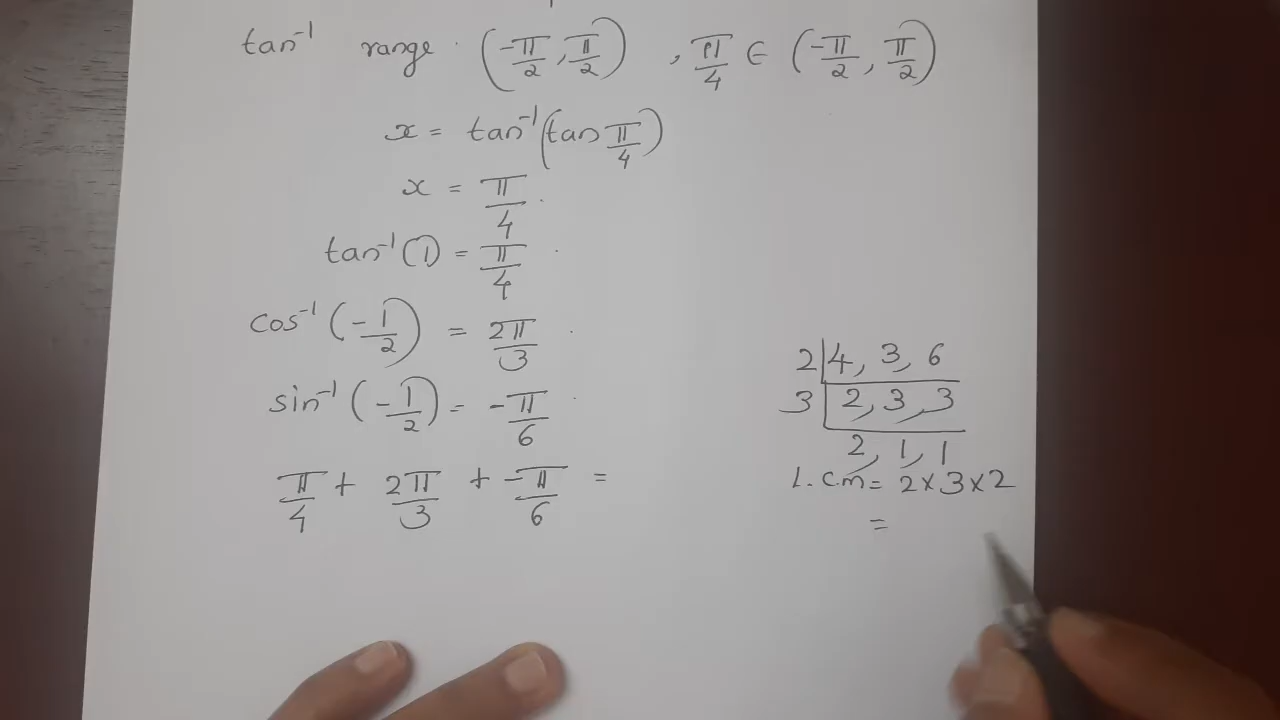 tan⁻¹ range (-π/2, π/2) , π/4 ∈ (-π/2, π/2)
x = tan⁻¹(tan π/4)
x = π/4.
tan⁻¹(1) = π/4.
cos⁻¹(-1/2) = 2π/3.
sin⁻¹(-1/2) = -π/6.
π/4 + 2π/3 + -π/6 =
2|4, 3, 6
3|2, 3, 3
2, 1, 1
L.C.M = 2×3×2
=